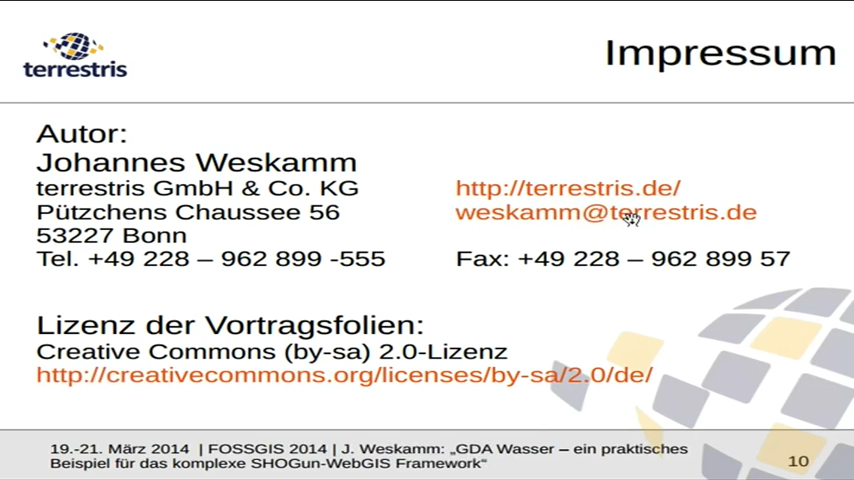 terrestris
Impressum
Autor:
Johannes Weskamm
terrestris GmbH & Co. KG
Pützchens Chaussee 56
53227 Bonn
Tel. +49 228 – 962 899 -555
http://terrestris.de/
weskamm@terrestris.de
Fax: +49 228 – 962 899 57
Lizenz der Vortragsfolien:
Creative Commons (by-sa) 2.0-Lizenz
http://creativecommons.org/licenses/by-sa/2.0/de/
19.-21. März 2014 | FOSSGIS 2014 | J. Weskamm: „GDA Wasser – ein praktisches
Beispiel für das komplexe SHOGun-WebGIS Framework“
10